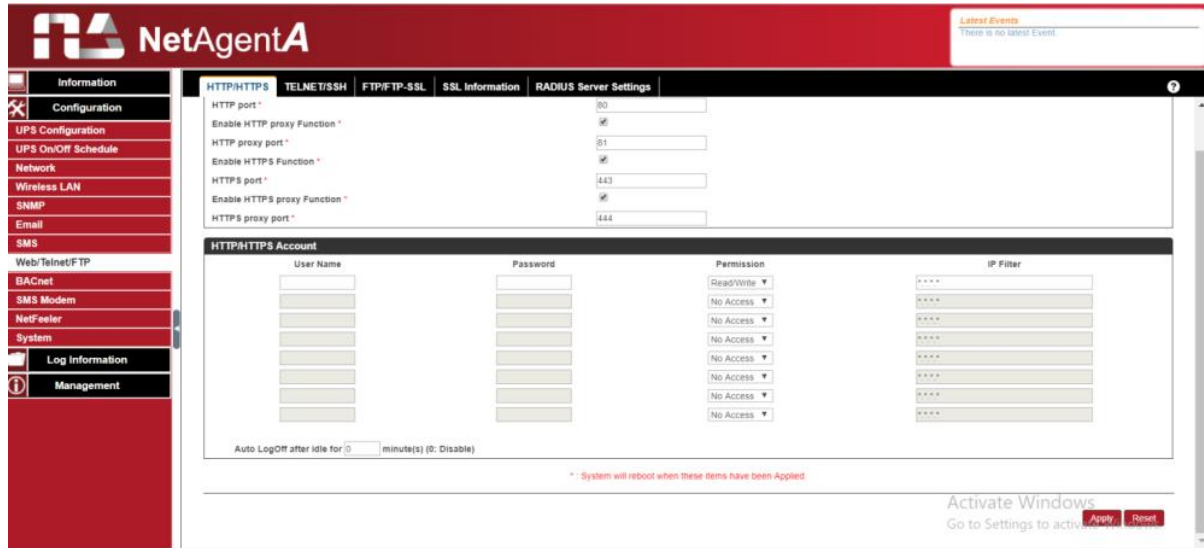 NetAgentA
Latest Events
There is no latest Event.
Information
Configuration
UPS Configuration
UPS On/Off Schedule
Network
Wireless LAN
SNMP
Email
SMS
Web/Telnet/FTP
BACnet
SMS Modem
NetFeeler
System
Log Information
Management
HTTP/HTTPS TELNET/SSH FTP/FTP-SSL SSL Information RADIUS Server Settings ?
HTTP port * 80
Enable HTTP proxy Function *
HTTP proxy port * 81
Enable HTTPS Function *
HTTPS port * 443
Enable HTTPS proxy Function *
HTTPS proxy port * 444
HTTP/HTTPS Account
User Name Password Permission IP Filter
Read/Write *.*.*.*
No Access *.*.*.*
No Access *.*.*.*
No Access *.*.*.*
No Access *.*.*.*
No Access *.*.*.*
No Access *.*.*.*
No Access *.*.*.*
Auto LogOff after idle for 0 minute(s) (0: Disable)
* : System will reboot when these items have been Applied
Activate Windows
Go to Settings to activate
Apply Reset